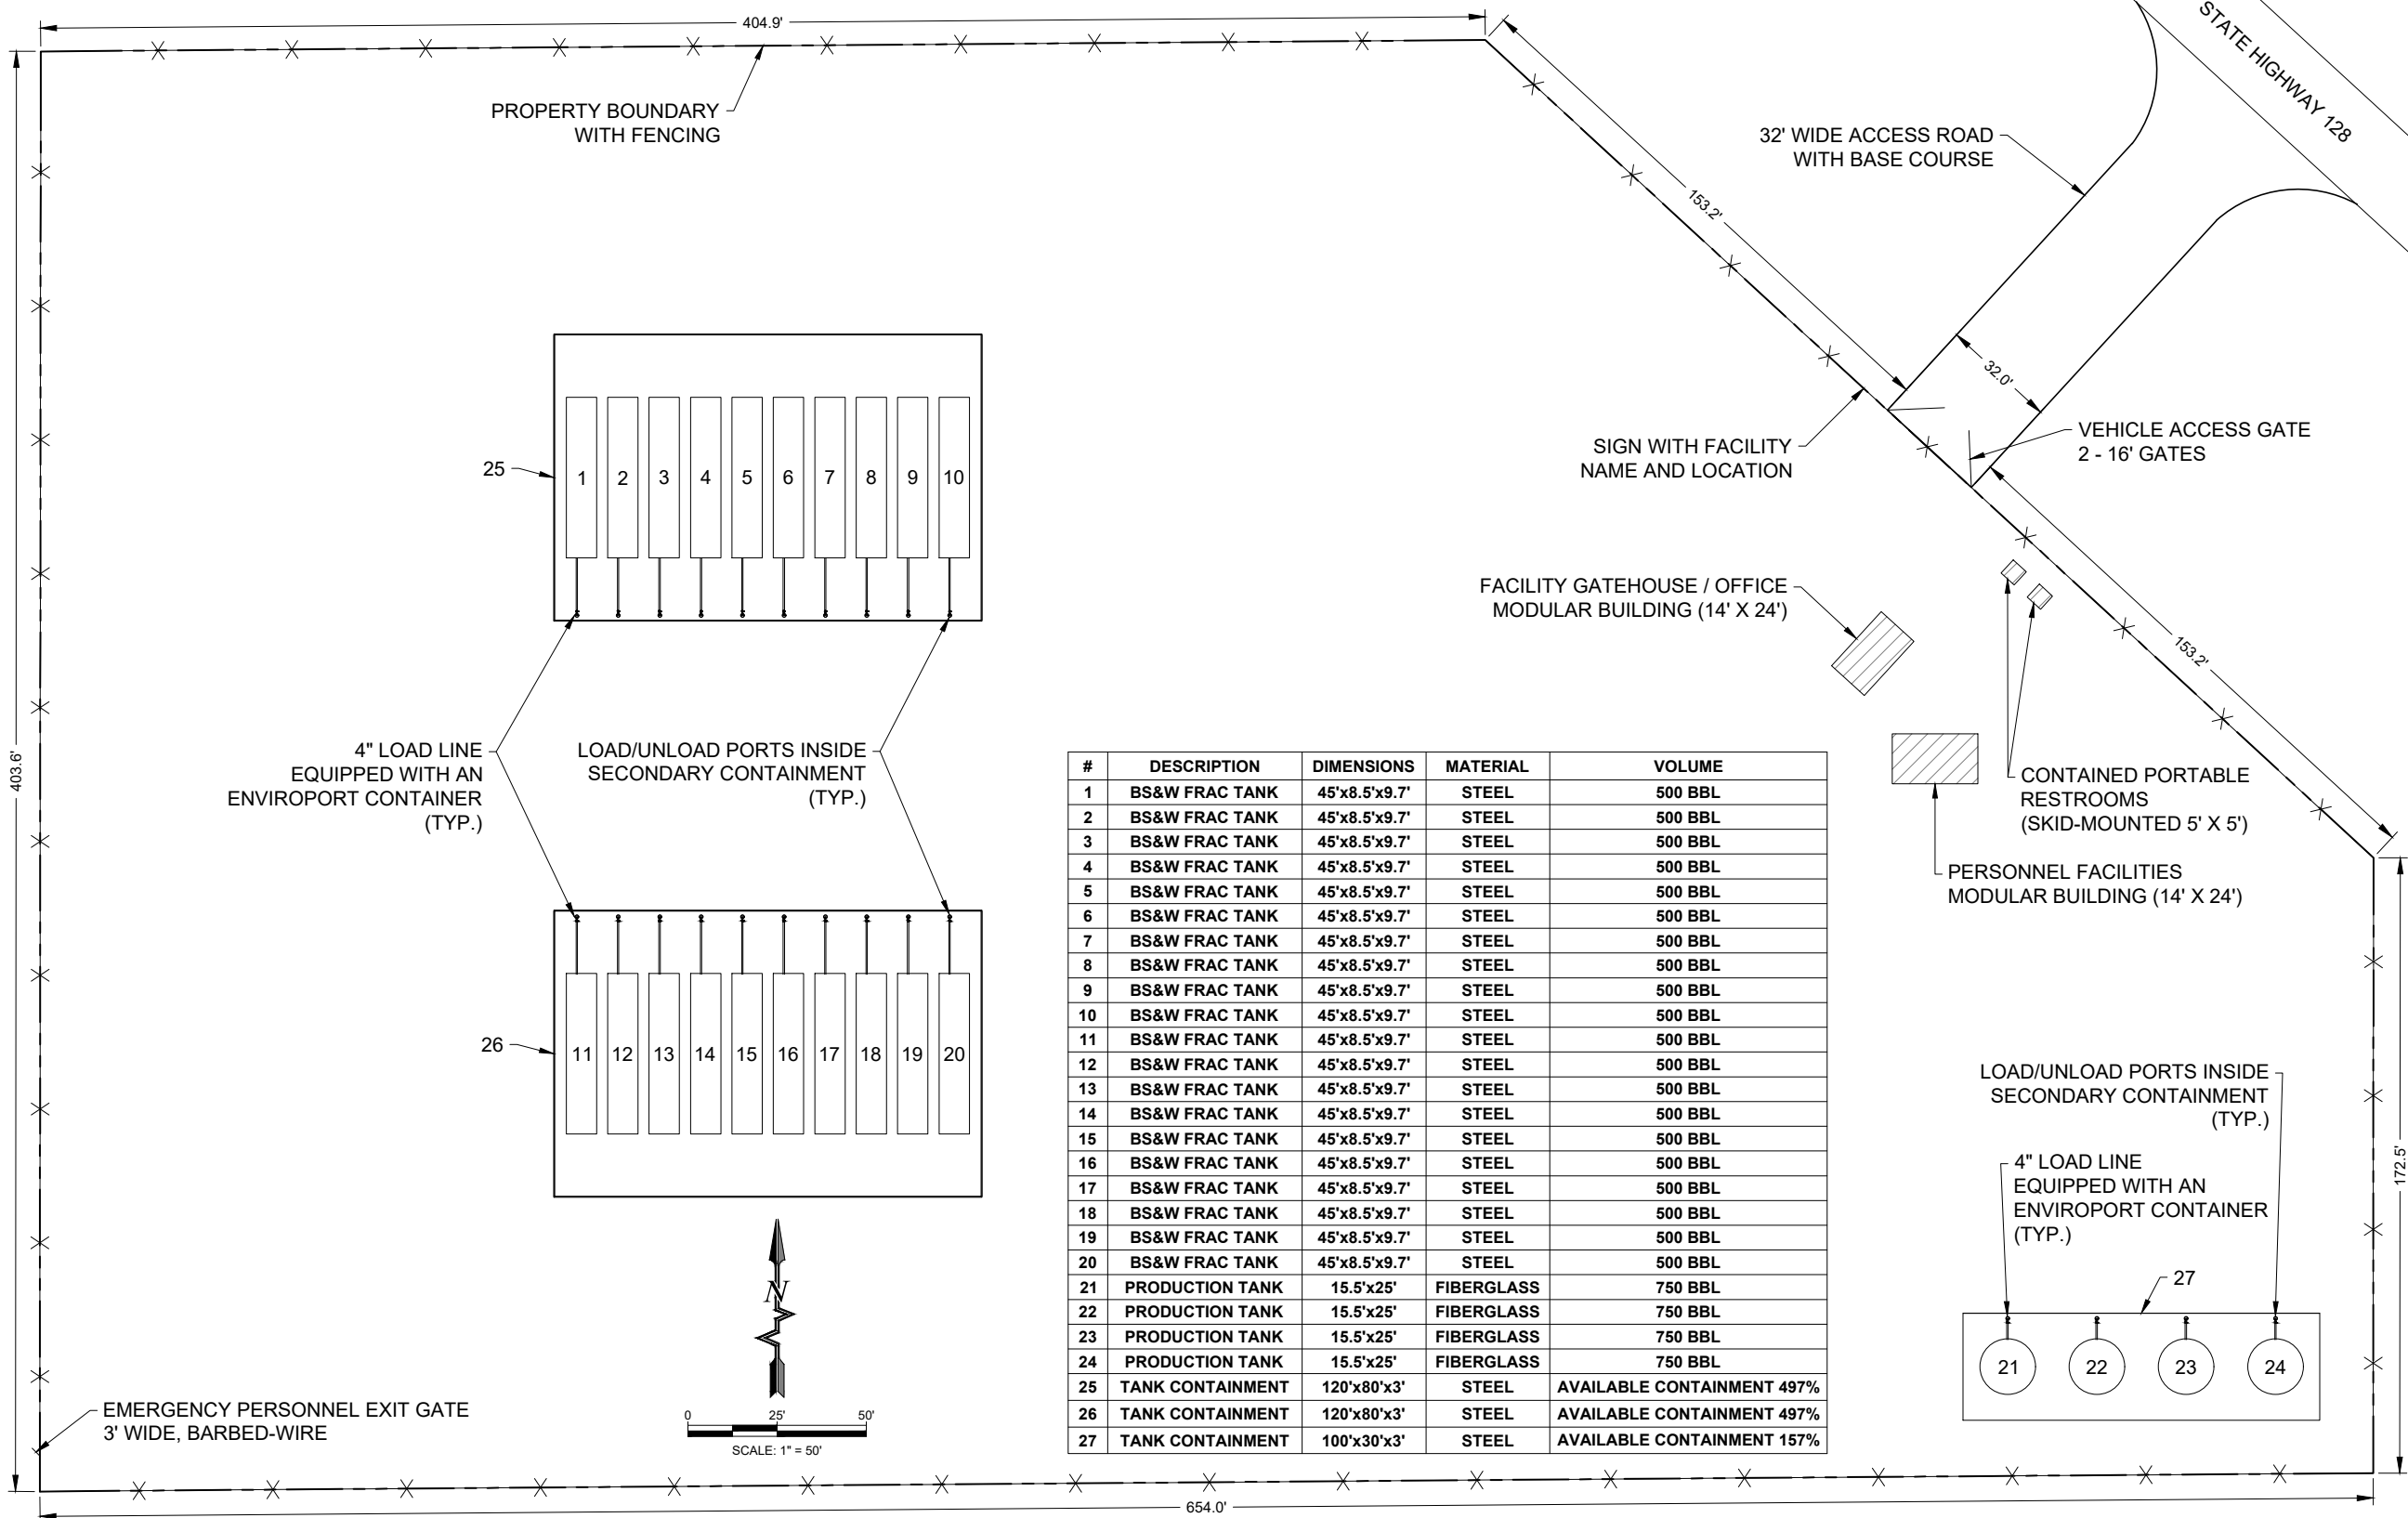 404.9'
STATE HIGHWAY 128
PROPERTY BOUNDARY
WITH FENCING
32' WIDE ACCESS ROAD
WITH BASE COURSE
153.2'
32.0'
SIGN WITH FACILITY
NAME AND LOCATION
VEHICLE ACCESS GATE
2 - 16' GATES
25
1 2 3 4 5 6 7 8 9 10
FACILITY GATEHOUSE / OFFICE
MODULAR BUILDING (14' X 24')
153.2'
403.6'
4" LOAD LINE
EQUIPPED WITH AN
ENVIROPORT CONTAINER
(TYP.)
LOAD/UNLOAD PORTS INSIDE
SECONDARY CONTAINMENT
(TYP.)
CONTAINED PORTABLE
RESTROOMS
(SKID-MOUNTED 5' X 5')
PERSONNEL FACILITIES
MODULAR BUILDING (14' X 24')
26
11 12 13 14 15 16 17 18 19 20
# DESCRIPTION DIMENSIONS MATERIAL VOLUME
1 BS&W FRAC TANK 45'x8.5'x9.7' STEEL 500 BBL
2 BS&W FRAC TANK 45'x8.5'x9.7' STEEL 500 BBL
3 BS&W FRAC TANK 45'x8.5'x9.7' STEEL 500 BBL
4 BS&W FRAC TANK 45'x8.5'x9.7' STEEL 500 BBL
5 BS&W FRAC TANK 45'x8.5'x9.7' STEEL 500 BBL
6 BS&W FRAC TANK 45'x8.5'x9.7' STEEL 500 BBL
7 BS&W FRAC TANK 45'x8.5'x9.7' STEEL 500 BBL
8 BS&W FRAC TANK 45'x8.5'x9.7' STEEL 500 BBL
9 BS&W FRAC TANK 45'x8.5'x9.7' STEEL 500 BBL
10 BS&W FRAC TANK 45'x8.5'x9.7' STEEL 500 BBL
11 BS&W FRAC TANK 45'x8.5'x9.7' STEEL 500 BBL
12 BS&W FRAC TANK 45'x8.5'x9.7' STEEL 500 BBL
13 BS&W FRAC TANK 45'x8.5'x9.7' STEEL 500 BBL
14 BS&W FRAC TANK 45'x8.5'x9.7' STEEL 500 BBL
15 BS&W FRAC TANK 45'x8.5'x9.7' STEEL 500 BBL
16 BS&W FRAC TANK 45'x8.5'x9.7' STEEL 500 BBL
17 BS&W FRAC TANK 45'x8.5'x9.7' STEEL 500 BBL
18 BS&W FRAC TANK 45'x8.5'x9.7' STEEL 500 BBL
19 BS&W FRAC TANK 45'x8.5'x9.7' STEEL 500 BBL
20 BS&W FRAC TANK 45'x8.5'x9.7' STEEL 500 BBL
21 PRODUCTION TANK 15.5'x25' FIBERGLASS 750 BBL
22 PRODUCTION TANK 15.5'x25' FIBERGLASS 750 BBL
23 PRODUCTION TANK 15.5'x25' FIBERGLASS 750 BBL
24 PRODUCTION TANK 15.5'x25' FIBERGLASS 750 BBL
25 TANK CONTAINMENT 120'x80'x3' STEEL AVAILABLE CONTAINMENT 497%
26 TANK CONTAINMENT 120'x80'x3' STEEL AVAILABLE CONTAINMENT 497%
27 TANK CONTAINMENT 100'x30'x3' STEEL AVAILABLE CONTAINMENT 157%
LOAD/UNLOAD PORTS INSIDE
SECONDARY CONTAINMENT
(TYP.)
172.5'
4" LOAD LINE
EQUIPPED WITH AN
ENVIROPORT CONTAINER
(TYP.)
27
21 22 23 24
N
0 25' 50'
SCALE: 1" = 50'
EMERGENCY PERSONNEL EXIT GATE
3' WIDE, BARBED-WIRE
654.0'